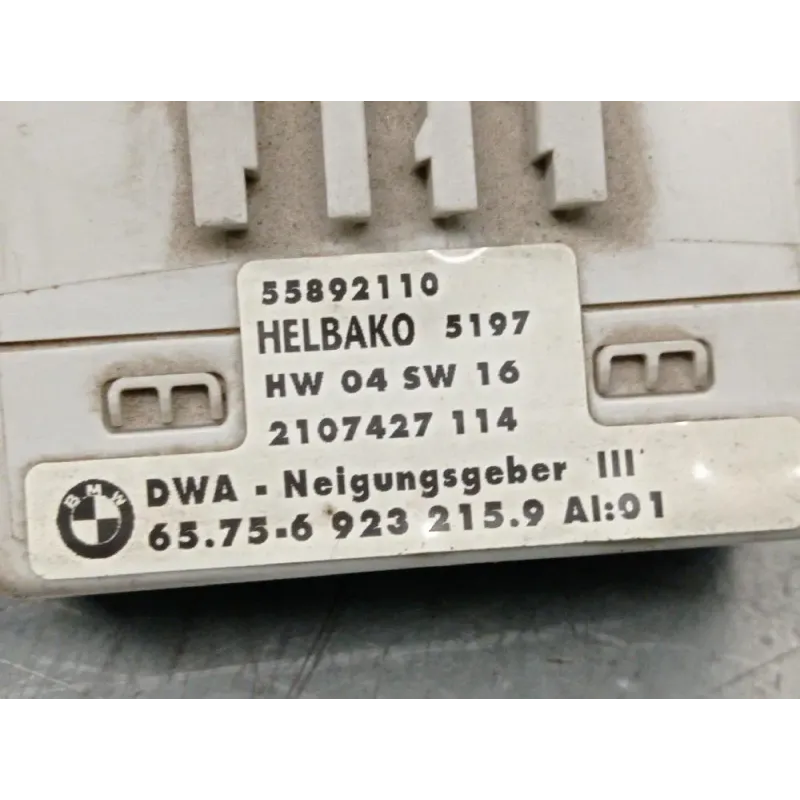 55892110
HELBAKO 5197
HW 04 SW 16
2107427 114
BMW DWA - Neigungsgeber III
65.75-6 923 215.9 AI:01